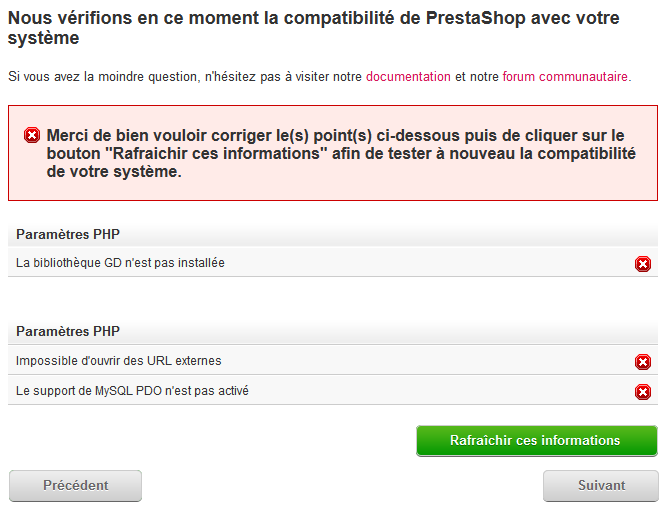 Nous vérifions en ce moment la compatibilité de PrestaShop avec votre
système
Si vous avez la moindre question, n'hésitez pas à visiter notre documentation et notre forum communautaire.
Merci de bien vouloir corriger le(s) point(s) ci-dessous puis de cliquer sur le
bouton "Rafraichir ces informations" afin de tester à nouveau la compatibilité
de votre système.
Paramètres PHP
La bibliothèque GD n'est pas installée
Paramètres PHP
Impossible d'ouvrir des URL externes
Le support de MySQL PDO n'est pas activé
Rafraîchir ces informations
Précédent
Suivant